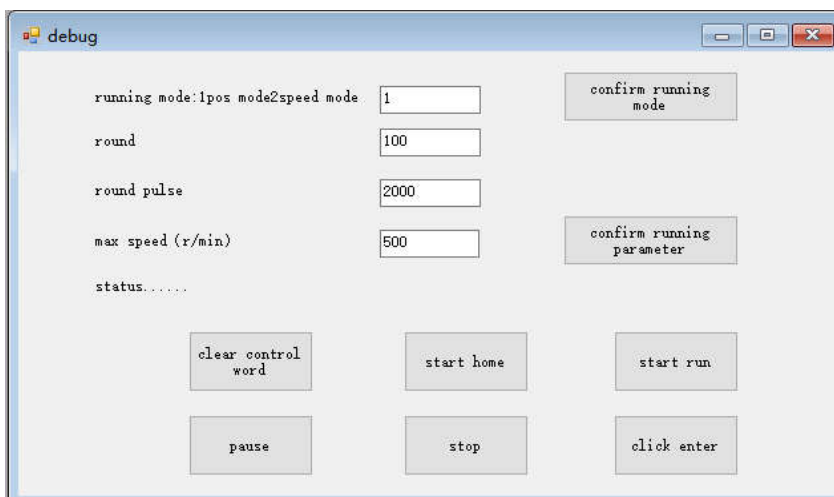 debug
running mode:1pos mode2speed mode
1
confirm running
mode
round
100
round pulse
2000
max speed (r/min)
500
confirm running
parameter
status......
clear control
word
start home
start run
pause
stop
click enter